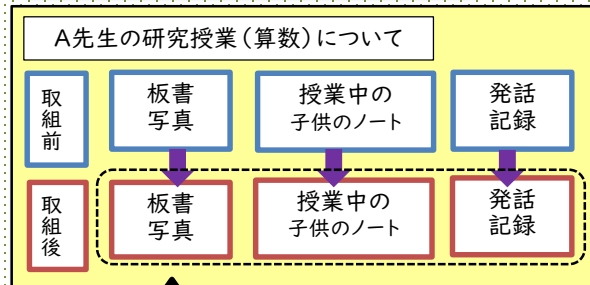 A先生の研究授業(算数)について
取組前
板書
写真
授業中の
子供のノート
発話
記録
取組後
板書
写真
授業中の
子供のノート
発話
記録